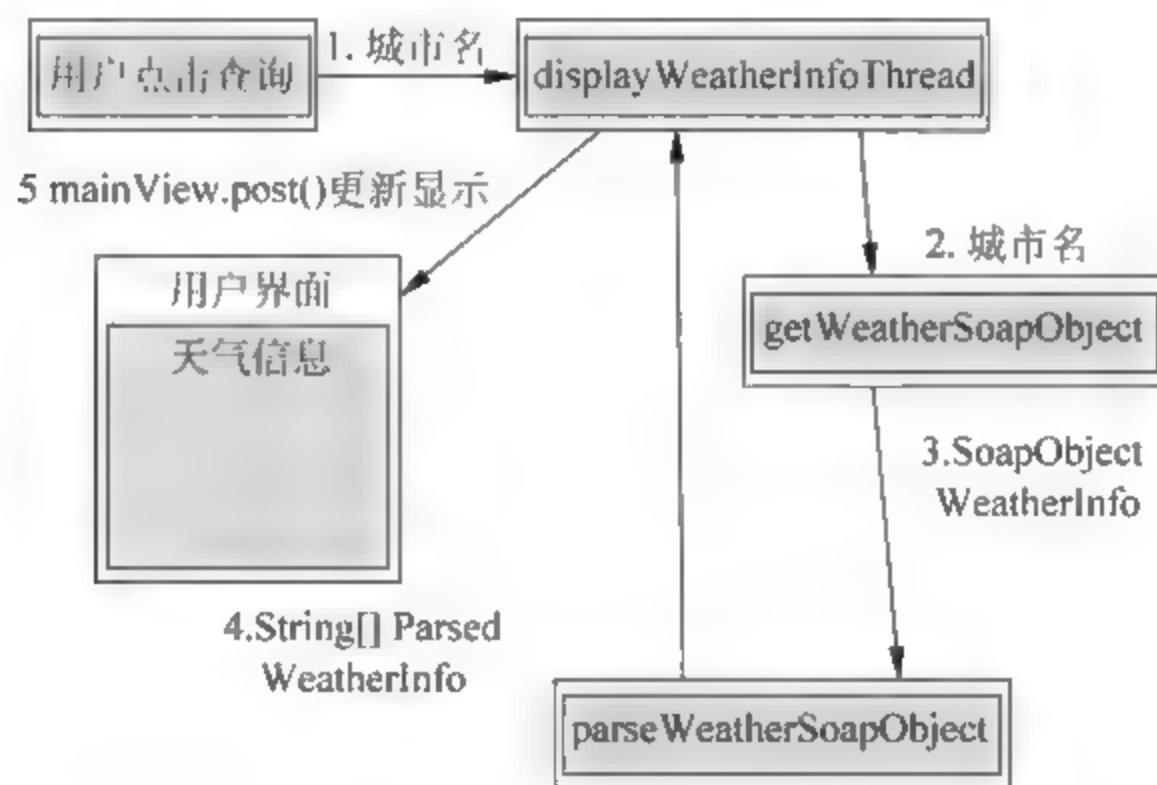 用户点击查询
1. 城市名
displayWeatherInfoThread
5 mainView.post()更新显示
2. 城市名
用户界面
天气信息
getWeatherSoapObject
3.SoapObject
WeatherInfo
4.String[] Parsed
WeatherInfo
parseWeatherSoapObject